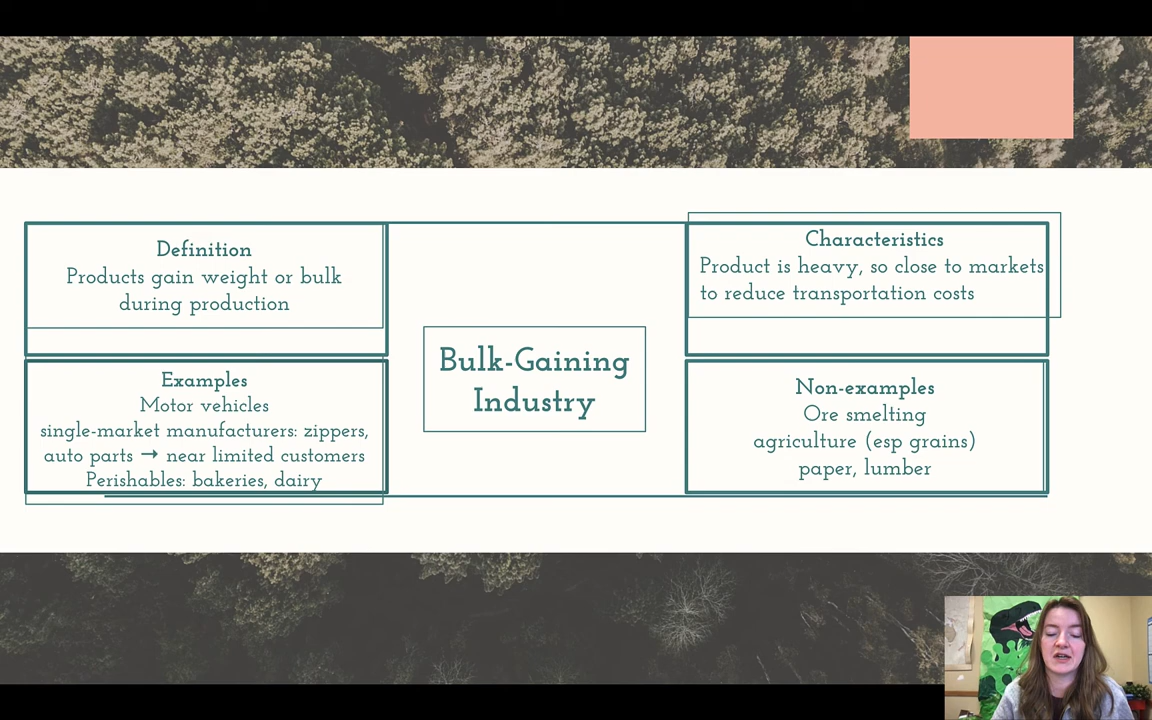 Definition
Products gain weight or bulk
during production
Characteristics
Product is heavy, so close to markets
to reduce transportation costs
Bulk-Gaining
Industry
Examples
Motor vehicles
single-market manufacturers: zippers,
auto parts → near limited customers
Perishables: bakeries, dairy
Non-examples
Ore smelting
agriculture (esp grains)
paper, lumber